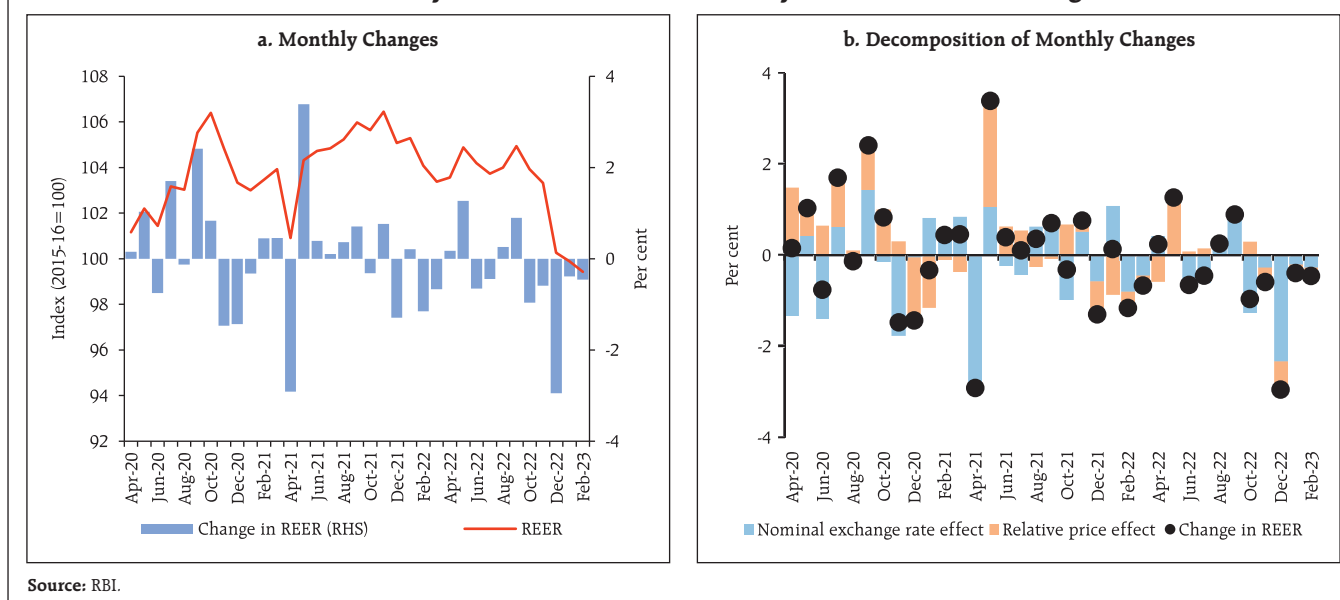 a. Monthly Changes
108
106
104
102
100
98
96
94
92
4
2
0
-2
-4
Index (2015-16=100)
Per cent
Apr-20
Jun-20
Aug-20
Oct-20
Dec-20
Feb-21
Apr-21
Jun-21
Aug-21
Oct-21
Dec-21
Feb-22
Apr-22
Jun-22
Aug-22
Oct-22
Dec-22
Feb-23
Change in REER (RHS)
REER
b. Decomposition of Monthly Changes
4
2
0
-2
-4
Per cent
Apr-20
Jun-20
Aug-20
Oct-20
Dec-20
Feb-21
Apr-21
Jun-21
Aug-21
Oct-21
Dec-21
Feb-22
Apr-22
Jun-22
Aug-22
Oct-22
Dec-22
Feb-23
Nominal exchange rate effect
Relative price effect
Change in REER
Source: RBI.